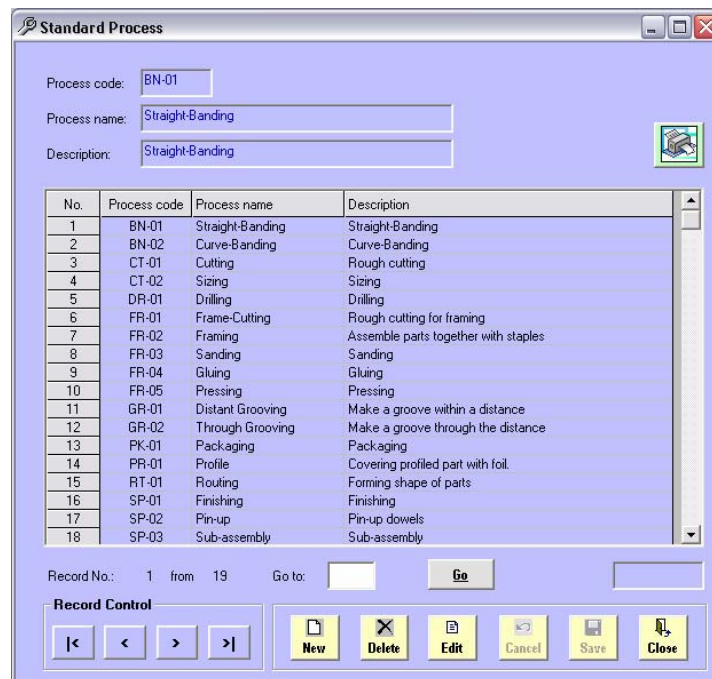 Standard Process
Process code: BN-01
Process name: Straight-Banding
Description: Straight-Banding
No. Process code Process name Description
1 BN-01 Straight-Banding Straight-Banding
2 BN-02 Curve-Banding Curve-Banding
3 CT-01 Cutting Rough cutting
4 CT-02 Sizing Sizing
5 DR-01 Drilling Drilling
6 FR-01 Frame-Cutting Rough cutting for framing
7 FR-02 Framing Assemble parts together with staples
8 FR-03 Sanding Sanding
9 FR-04 Gluing Gluing
10 FR-05 Pressing Pressing
11 GR-01 Distant Grooving Make a groove within a distance
12 GR-02 Through Grooving Make a groove through the distance
13 PK-01 Packaging Packaging
14 PR-01 Profile Covering profiled part with foil.
15 RT-01 Routing Forming shape of parts
16 SP-01 Finishing Finishing
17 SP-02 Pin-up Pin-up dowels
18 SP-03 Sub-assembly Sub-assembly
Record No.: 1 from 19 Go to: Go
Record Control
|< < > >| New Delete Edit Cancel Save Close